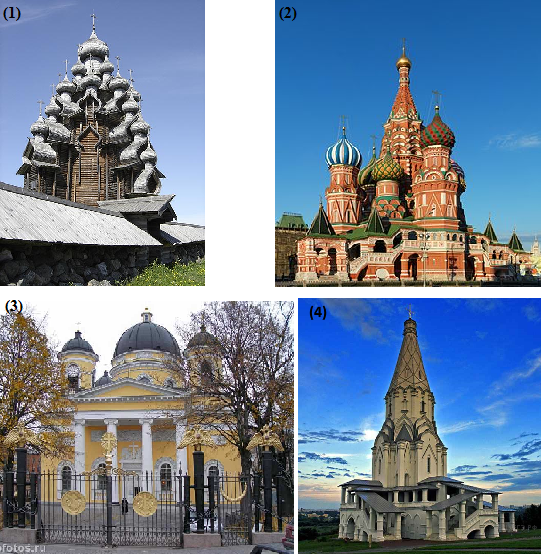 (1)
(2)
(3)
(4)
fotos.ru